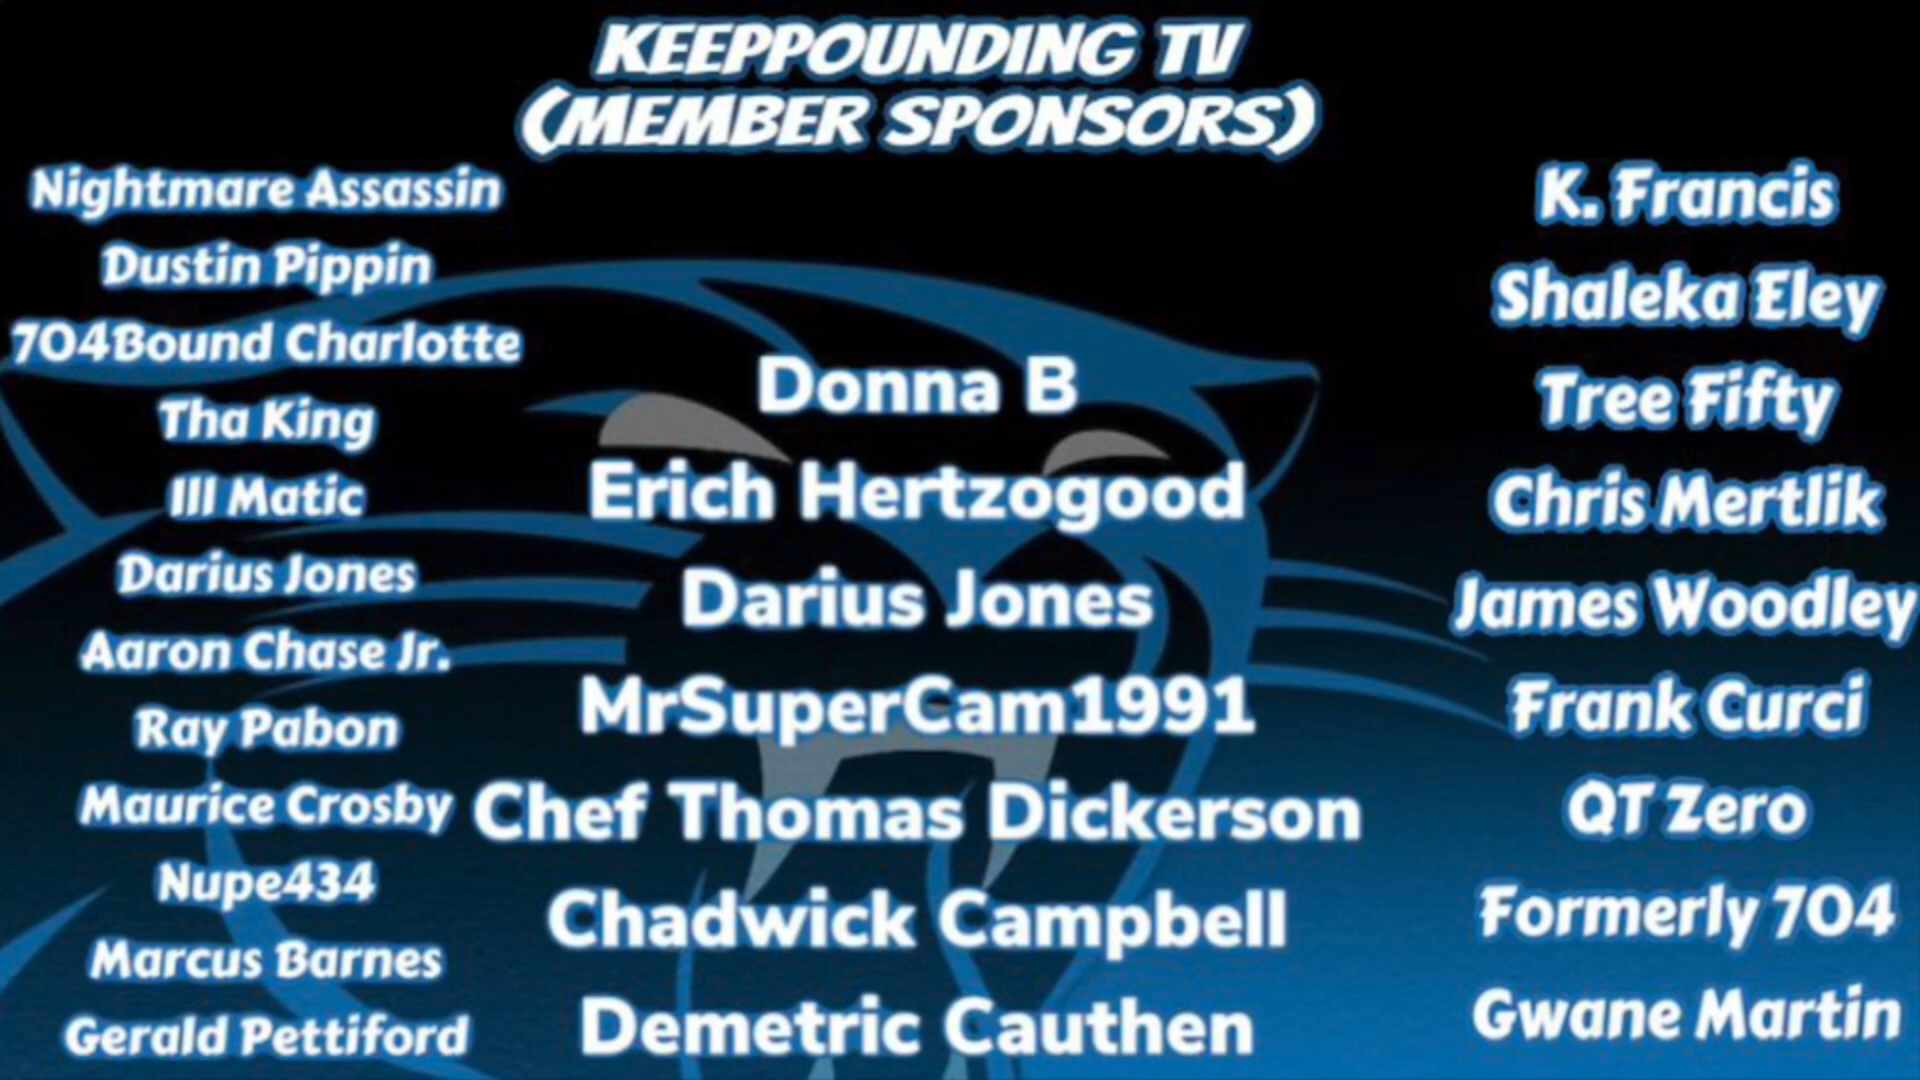 KEEPPOUNDING TV
(MEMBER SPONSORS)
Nightmare Assassin
Dustin Pippin
704Bound Charlotte
Tha King
Ill Matic
Darius Jones
Aaron Chase Jr.
Ray Pabon
Maurice Crosby
Nupe434
Marcus Barnes
Gerald Pettiford
Donna B
Erich Hertzogood
Darius Jones
MrSuperCam1991
Chef Thomas Dickerson
Chadwick Campbell
Demetric Cauthen
K. Francis
Shaleka Eley
Tree Fifty
Chris Mertlik
James Woodley
Frank Curci
QT Zero
Formerly 704
Gwane Martin